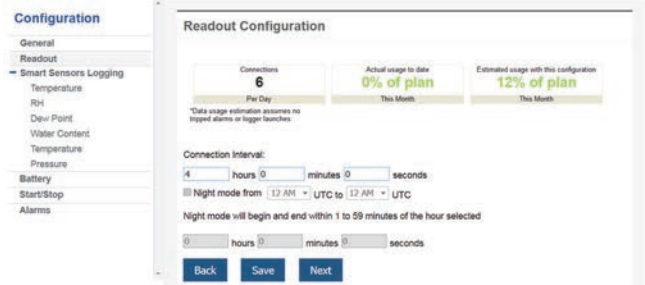 Configuration
General
Readout
Smart Sensors Logging
Temperature
RH
Dew Point
Water Content
Temperature
Pressure
Battery
Start/Stop
Alarms
Readout Configuration
Connections
6
Per Day
*Data usage estimation assumes no
tripped alarms or logger launches
Actual usage to date
0% of plan
This Month
Estimated usage with this configuration
12% of plan
This Month
Connection Interval:
4 hours 0 minutes 0 seconds
Night mode from 12 AM UTC to 12 AM UTC
Night mode will begin and end within 1 to 59 minutes of the hour selected
0 hours 0 minutes 0 seconds
Back Save Next